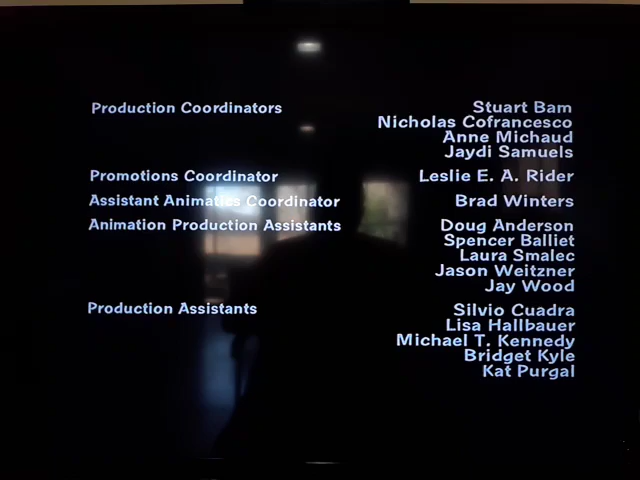 Production Coordinators Stuart Bam
Nicholas Cofrancesco
Anne Michaud
Jaydi Samuels
Promotions Coordinator Leslie E. A. Rider
Assistant Animatics Coordinator Brad Winters
Animation Production Assistants Doug Anderson
Spencer Balliet
Laura Smalec
Jason Weitzner
Jay Wood
Production Assistants Silvio Cuadra
Lisa Hallbauer
Michael T. Kennedy
Bridget Kyle
Kat Purgal